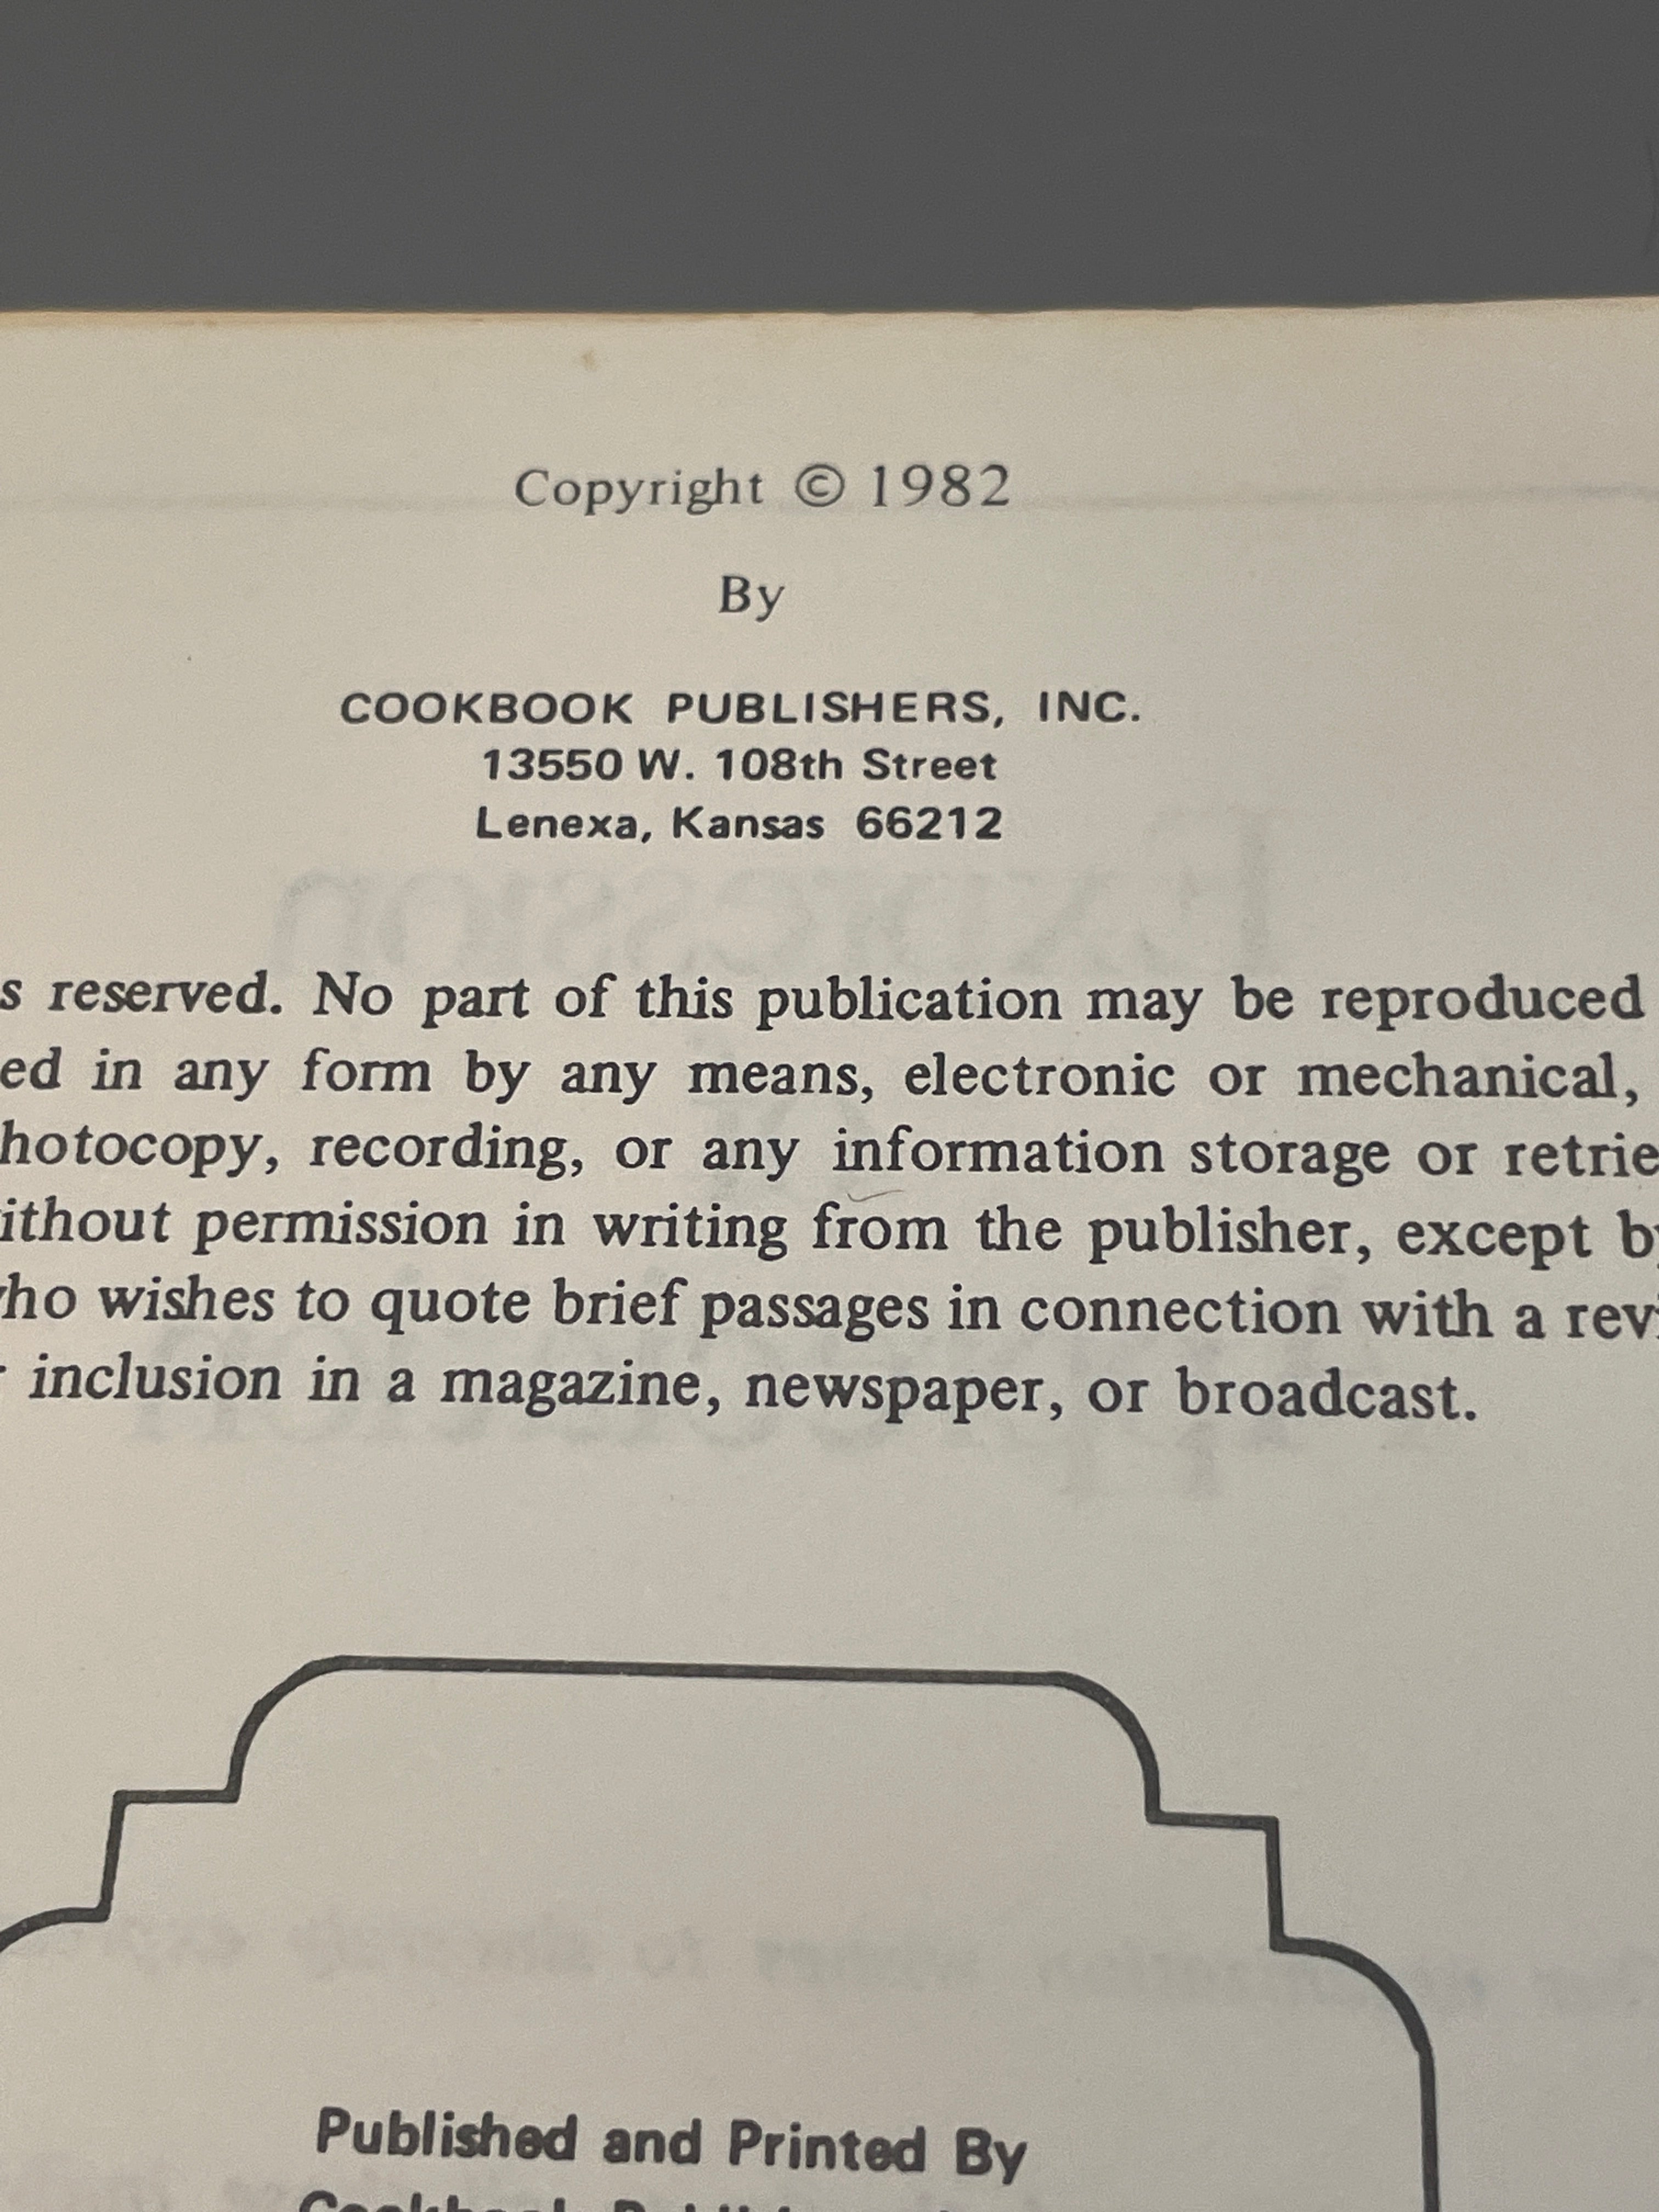 Copyright © 1982
By
COOKBOOK PUBLISHERS, INC.
13550 W. 108th Street
Lenexa, Kansas 66212
s reserved. No part of this publication may be reproduced
ed in any form by any means, electronic or mechanical,
hotocopy, recording, or any information storage or retrie
ithout permission in writing from the publisher, except by
ho wishes to quote brief passages in connection with a revi
r inclusion in a magazine, newspaper, or broadcast.
Published and Printed By